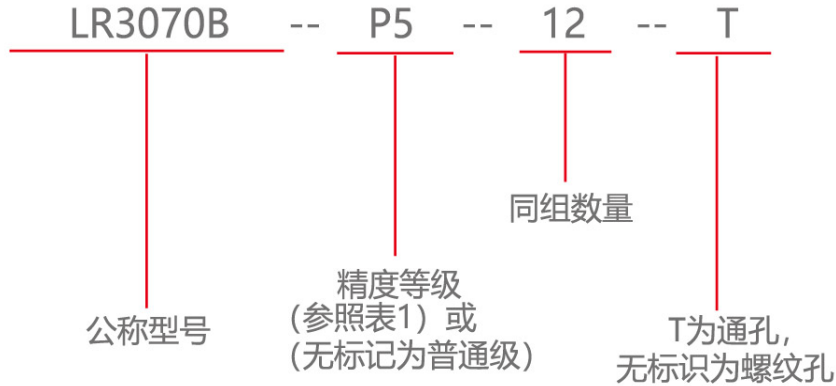 LR3070B -- P5 -- 12 -- T
同组数量
精度等级
（参照表1）或
（无标记为普通级）
公称型号
T为通孔，
无标识为螺纹孔